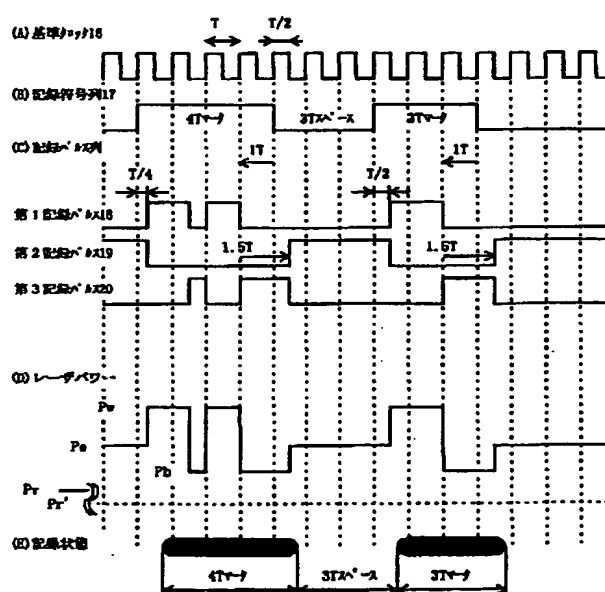 T
T/2
(A) 基準クロック16
(B) 記録符号列17
4Tマーク
3Tスペース
3Tマーク
(C) 記録パルス列
1T
1T
T/4
T/2
第1記録パルス18
第2記録パルス19
1.5T
1.5T
第3記録パルス20
(D) レーザパワー
Pw
Pe
Pb
Pr
Pr'
(E) 記録状態
4Tマーク
3Tスペース
3Tマーク